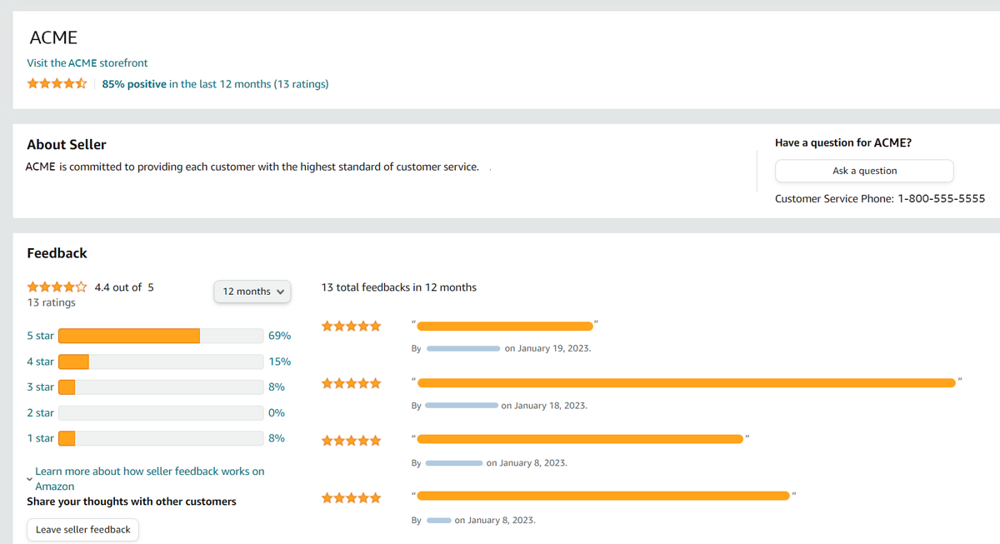 ACME
Visit the ACME storefront
85% positive in the last 12 months (13 ratings)
About Seller
ACME is committed to providing each customer with the highest standard of customer service. .
Have a question for ACME?
Ask a question
Customer Service Phone: 1-800-555-5555
Feedback
4.4 out of 5
13 ratings
12 months
5 star 69%
4 star 15%
3 star 8%
2 star 0%
1 star 8%
Learn more about how seller feedback works on
Amazon
Share your thoughts with other customers
Leave seller feedback
13 total feedbacks in 12 months
“ ”
By on January 19, 2023.
“ ”
By on January 18, 2023.
“ ”
By on January 8, 2023.
“ ”
By on January 8, 2023.